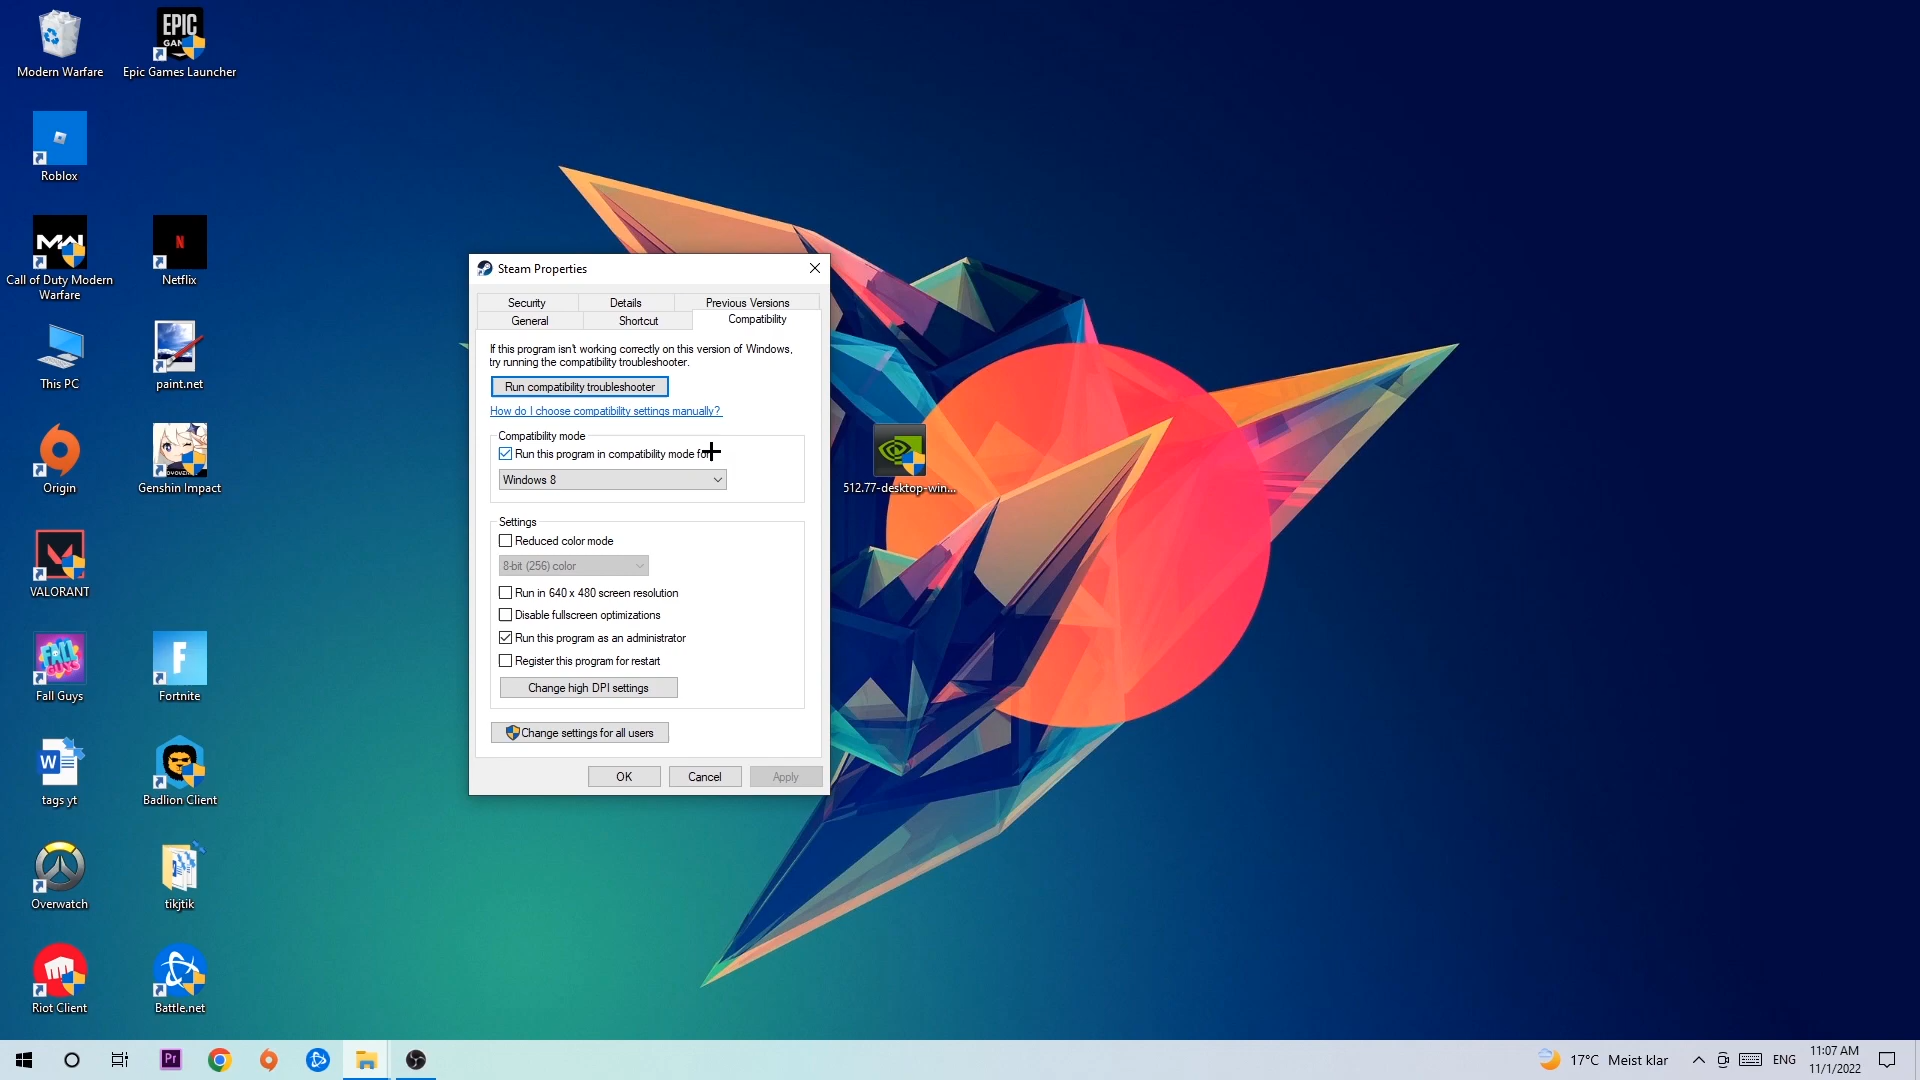 Modern Warfare
EPIC
GAMES
Epic Games Launcher
Roblox
MW
Call of Duty Modern
Warfare
N
Netflix
This PC
paint.net
Origin
Genshin Impact
VALORANT
FALL
GUYS
Fall Guys
F
Fortnite
W
tags yt
Badlion Client
Overwatch
tikjtik
Riot Client
Battle.net
512.77-desktop-win...
Steam Properties
Security
Details
Previous Versions
General
Shortcut
Compatibility
If this program isn't working correctly on this version of Windows,
try running the compatibility troubleshooter.
Run compatibility troubleshooter
How do I choose compatibility settings manually?
Compatibility mode
Run this program in compatibility mode for
Windows 8
Settings
Reduced color mode
8-bit (256) color
Run in 640 x 480 screen resolution
Disable fullscreen optimizations
Run this program as an administrator
Register this program for restart
Change high DPI settings
Change settings for all users
OK
Cancel
Apply
Pr
17°C Meist klar
ENG
11:07 AM
11/1/2022